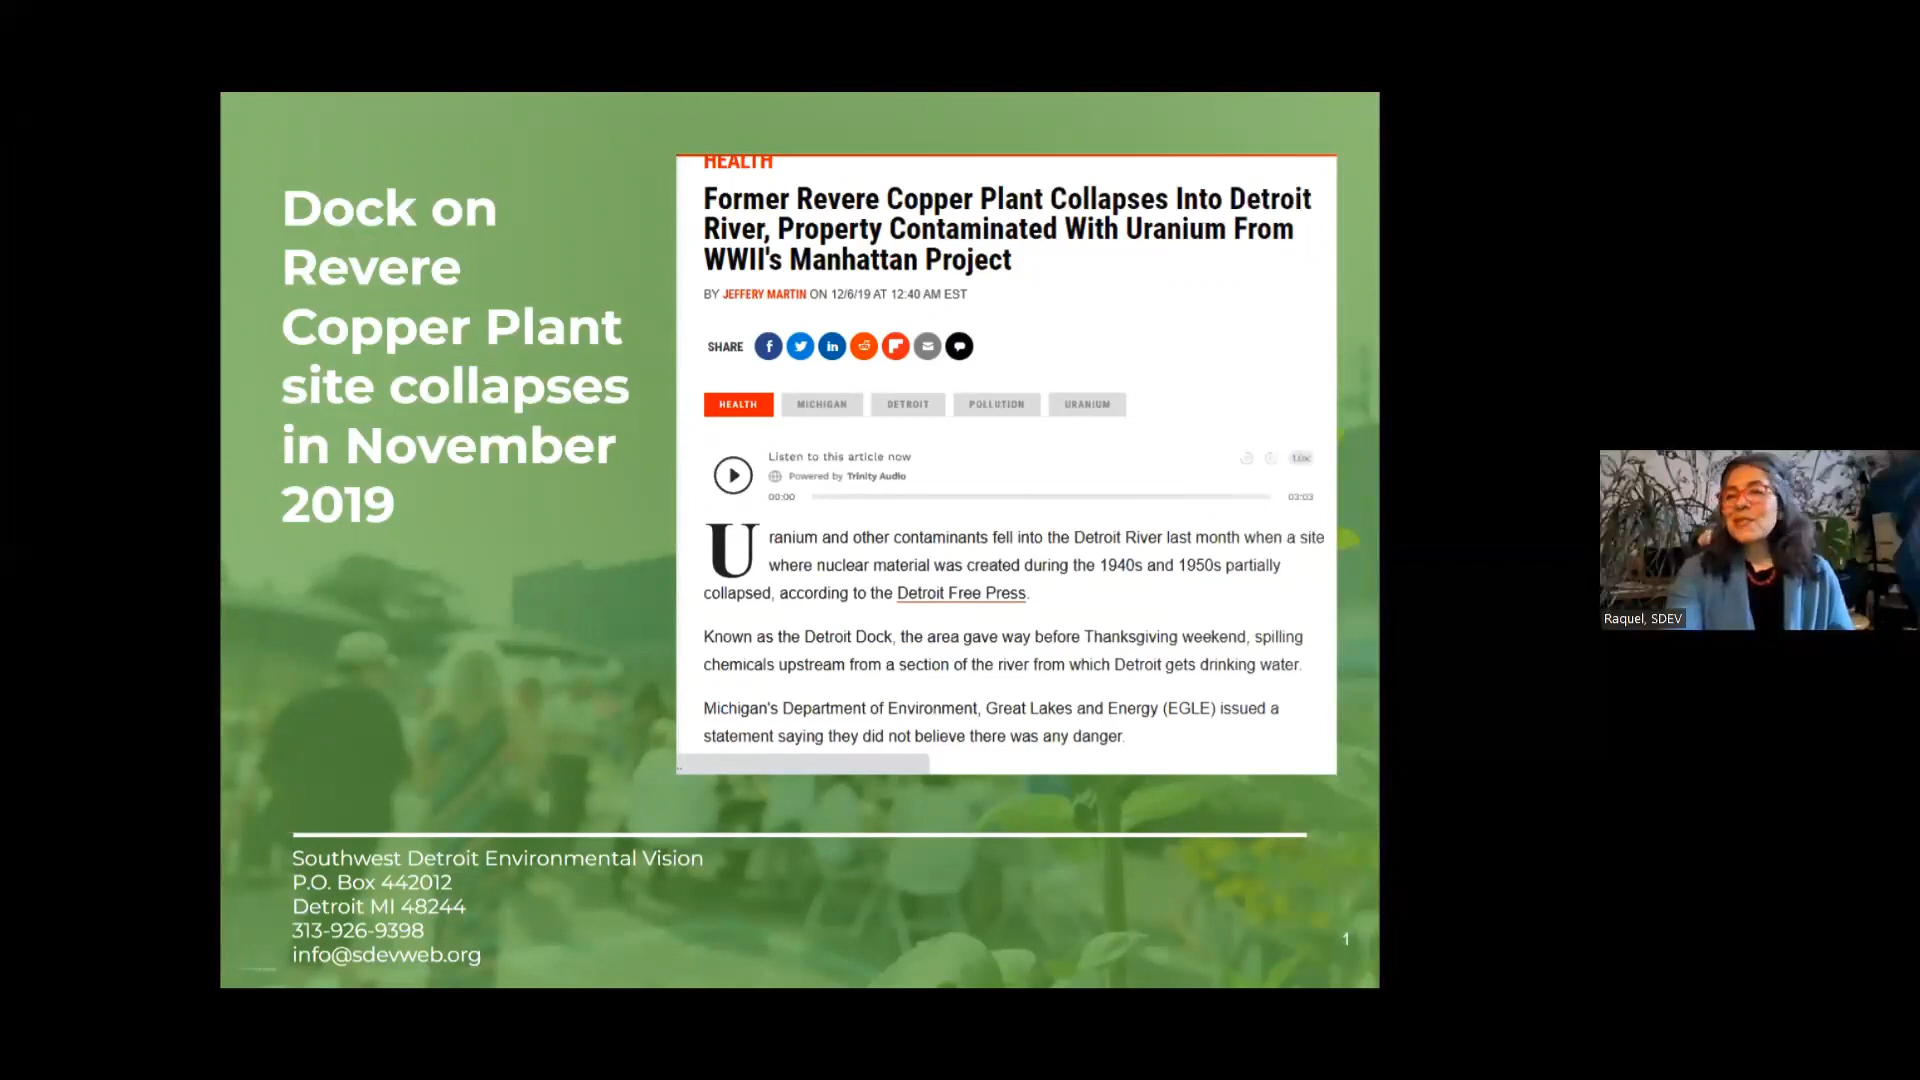 Dock on
Revere
Copper Plant
site collapses
in November
2019
HEALTH
Former Revere Copper Plant Collapses Into Detroit
River, Property Contaminated With Uranium From
WWII's Manhattan Project
BY JEFFERY MARTIN ON 12/6/19 AT 12:40 AM EST
SHARE
HEALTH MICHIGAN DETROIT POLLUTION URANIUM
Listen to this article now
1.0x
Powered by Trinity Audio
00:00 03:03
Uranium and other contaminants fell into the Detroit River last month when a site
where nuclear material was created during the 1940s and 1950s partially
collapsed, according to the Detroit Free Press.
Known as the Detroit Dock, the area gave way before Thanksgiving weekend, spilling
chemicals upstream from a section of the river from which Detroit gets drinking water.
Michigan's Department of Environment, Great Lakes and Energy (EGLE) issued a
statement saying they did not believe there was any danger.
Southwest Detroit Environmental Vision
P.O. Box 442012
Detroit MI 48244
313-926-9398
info@sdevweb.org
1
Raquel, SDEV